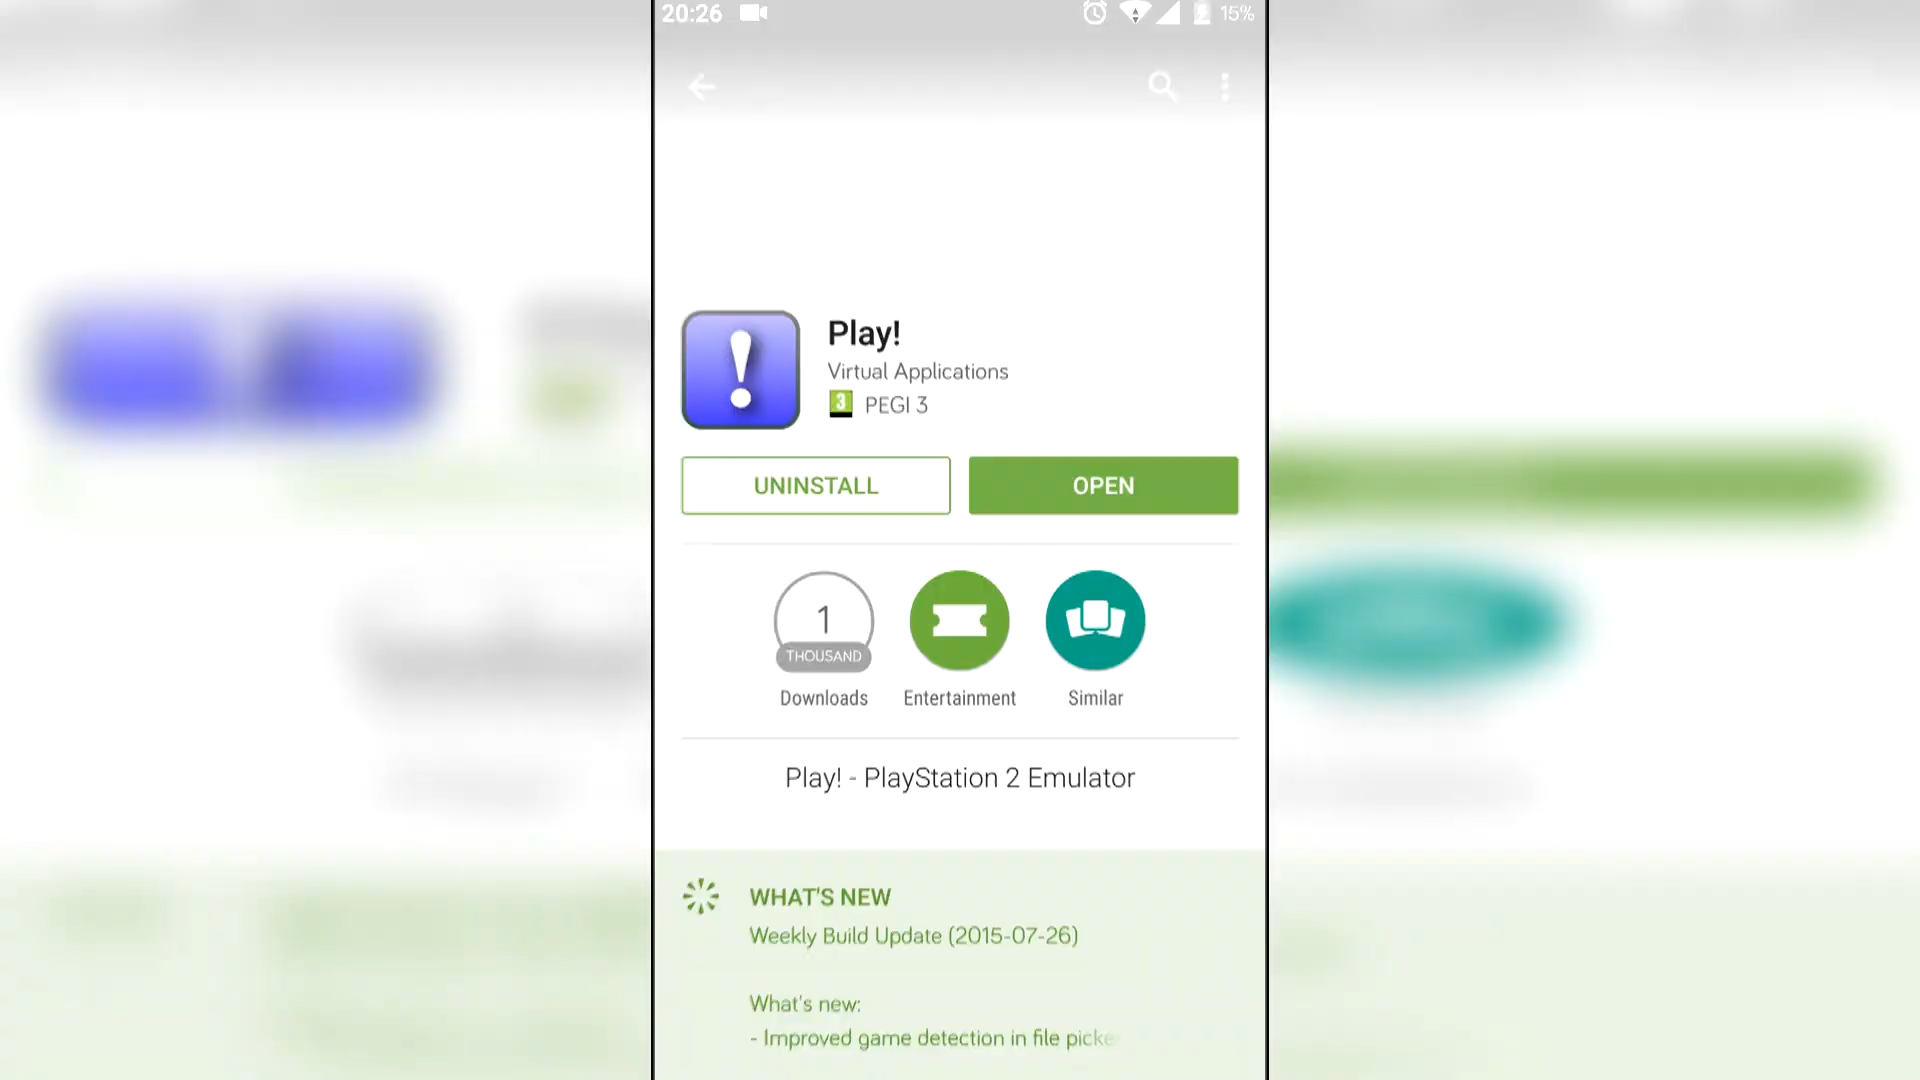 20:26 15%
Play!
Virtual Applications
3 PEGI 3
UNINSTALL OPEN
1
THOUSAND
Downloads Entertainment Similar
Play! - PlayStation 2 Emulator
WHAT'S NEW
Weekly Build Update (2015-07-26)
What's new:
- Improved game detection in file